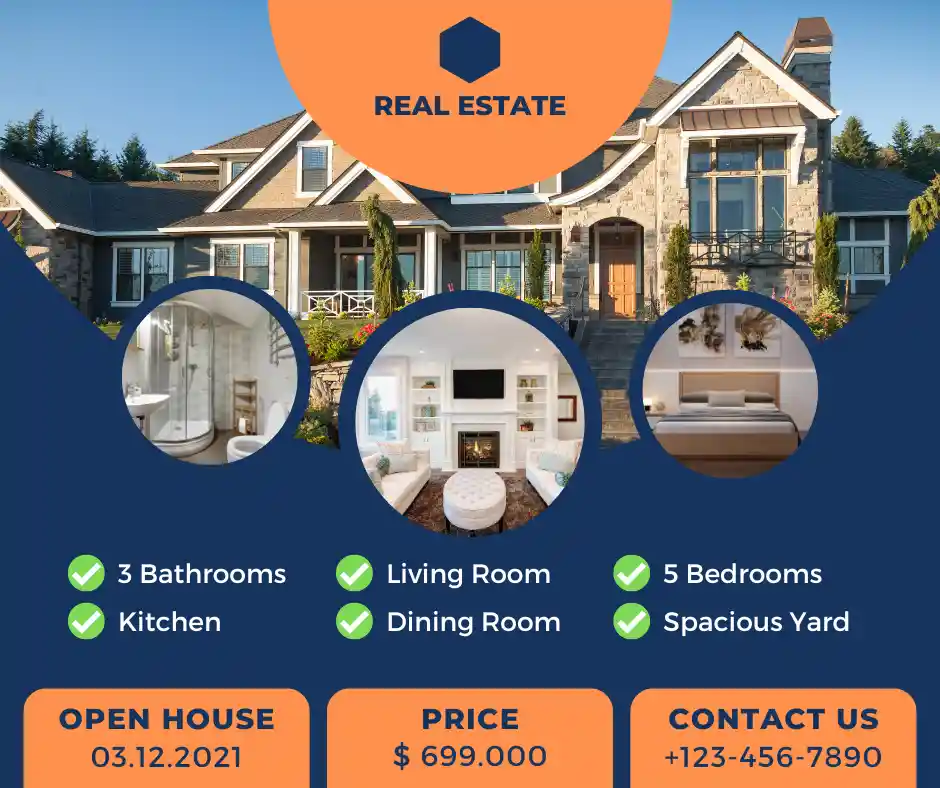 REAL ESTATE
3 Bathrooms
Living Room
5 Bedrooms
Kitchen
Dining Room
Spacious Yard
OPEN HOUSE
03.12.2021
PRICE
$ 699.000
CONTACT US
+123-456-7890